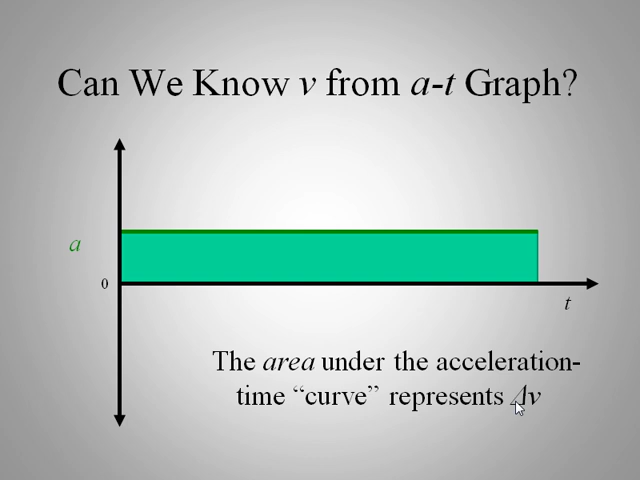 Can We Know v from a-t Graph?
a
0
t
The area under the acceleration-
time “curve” represents Δv